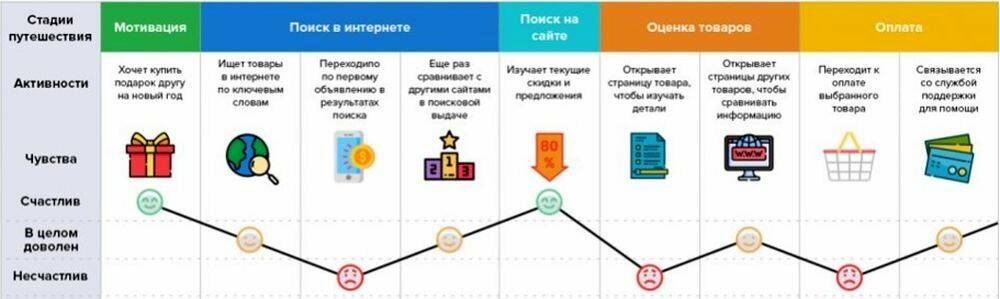 Стадии
путешествия
Мотивация
Поиск в интернете
Поиск на
сайте
Оценка товаров
Оплата
Активности
Хочет купить
подарок другу
на новый год
Ищет товары
в интернете
по ключевым
словам
Переходипо
по первому
объявлению в
результатах
поиска
Еще раз
сравнивает с
другими сайтами
в поисковой
выдаче
Изучает текущие
скидки и
предложения
Открывает
страницу товара,
чтобы изучать
детали
Открывает
страницы других
товаров, чтобы
сравнивать
информацию
Переходит к
оплате
выбранного
товара
Связывается
со службой
поддержки
для помощи
Чувства
1
2
3
80
%
www
Счастлив
В целом
доволен
Несчастлив